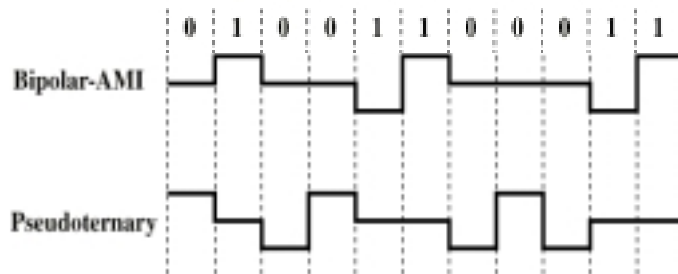 0 1 0 0 1 1 0 0 0 1 1
Bipolar-AMI
Pseudoternary